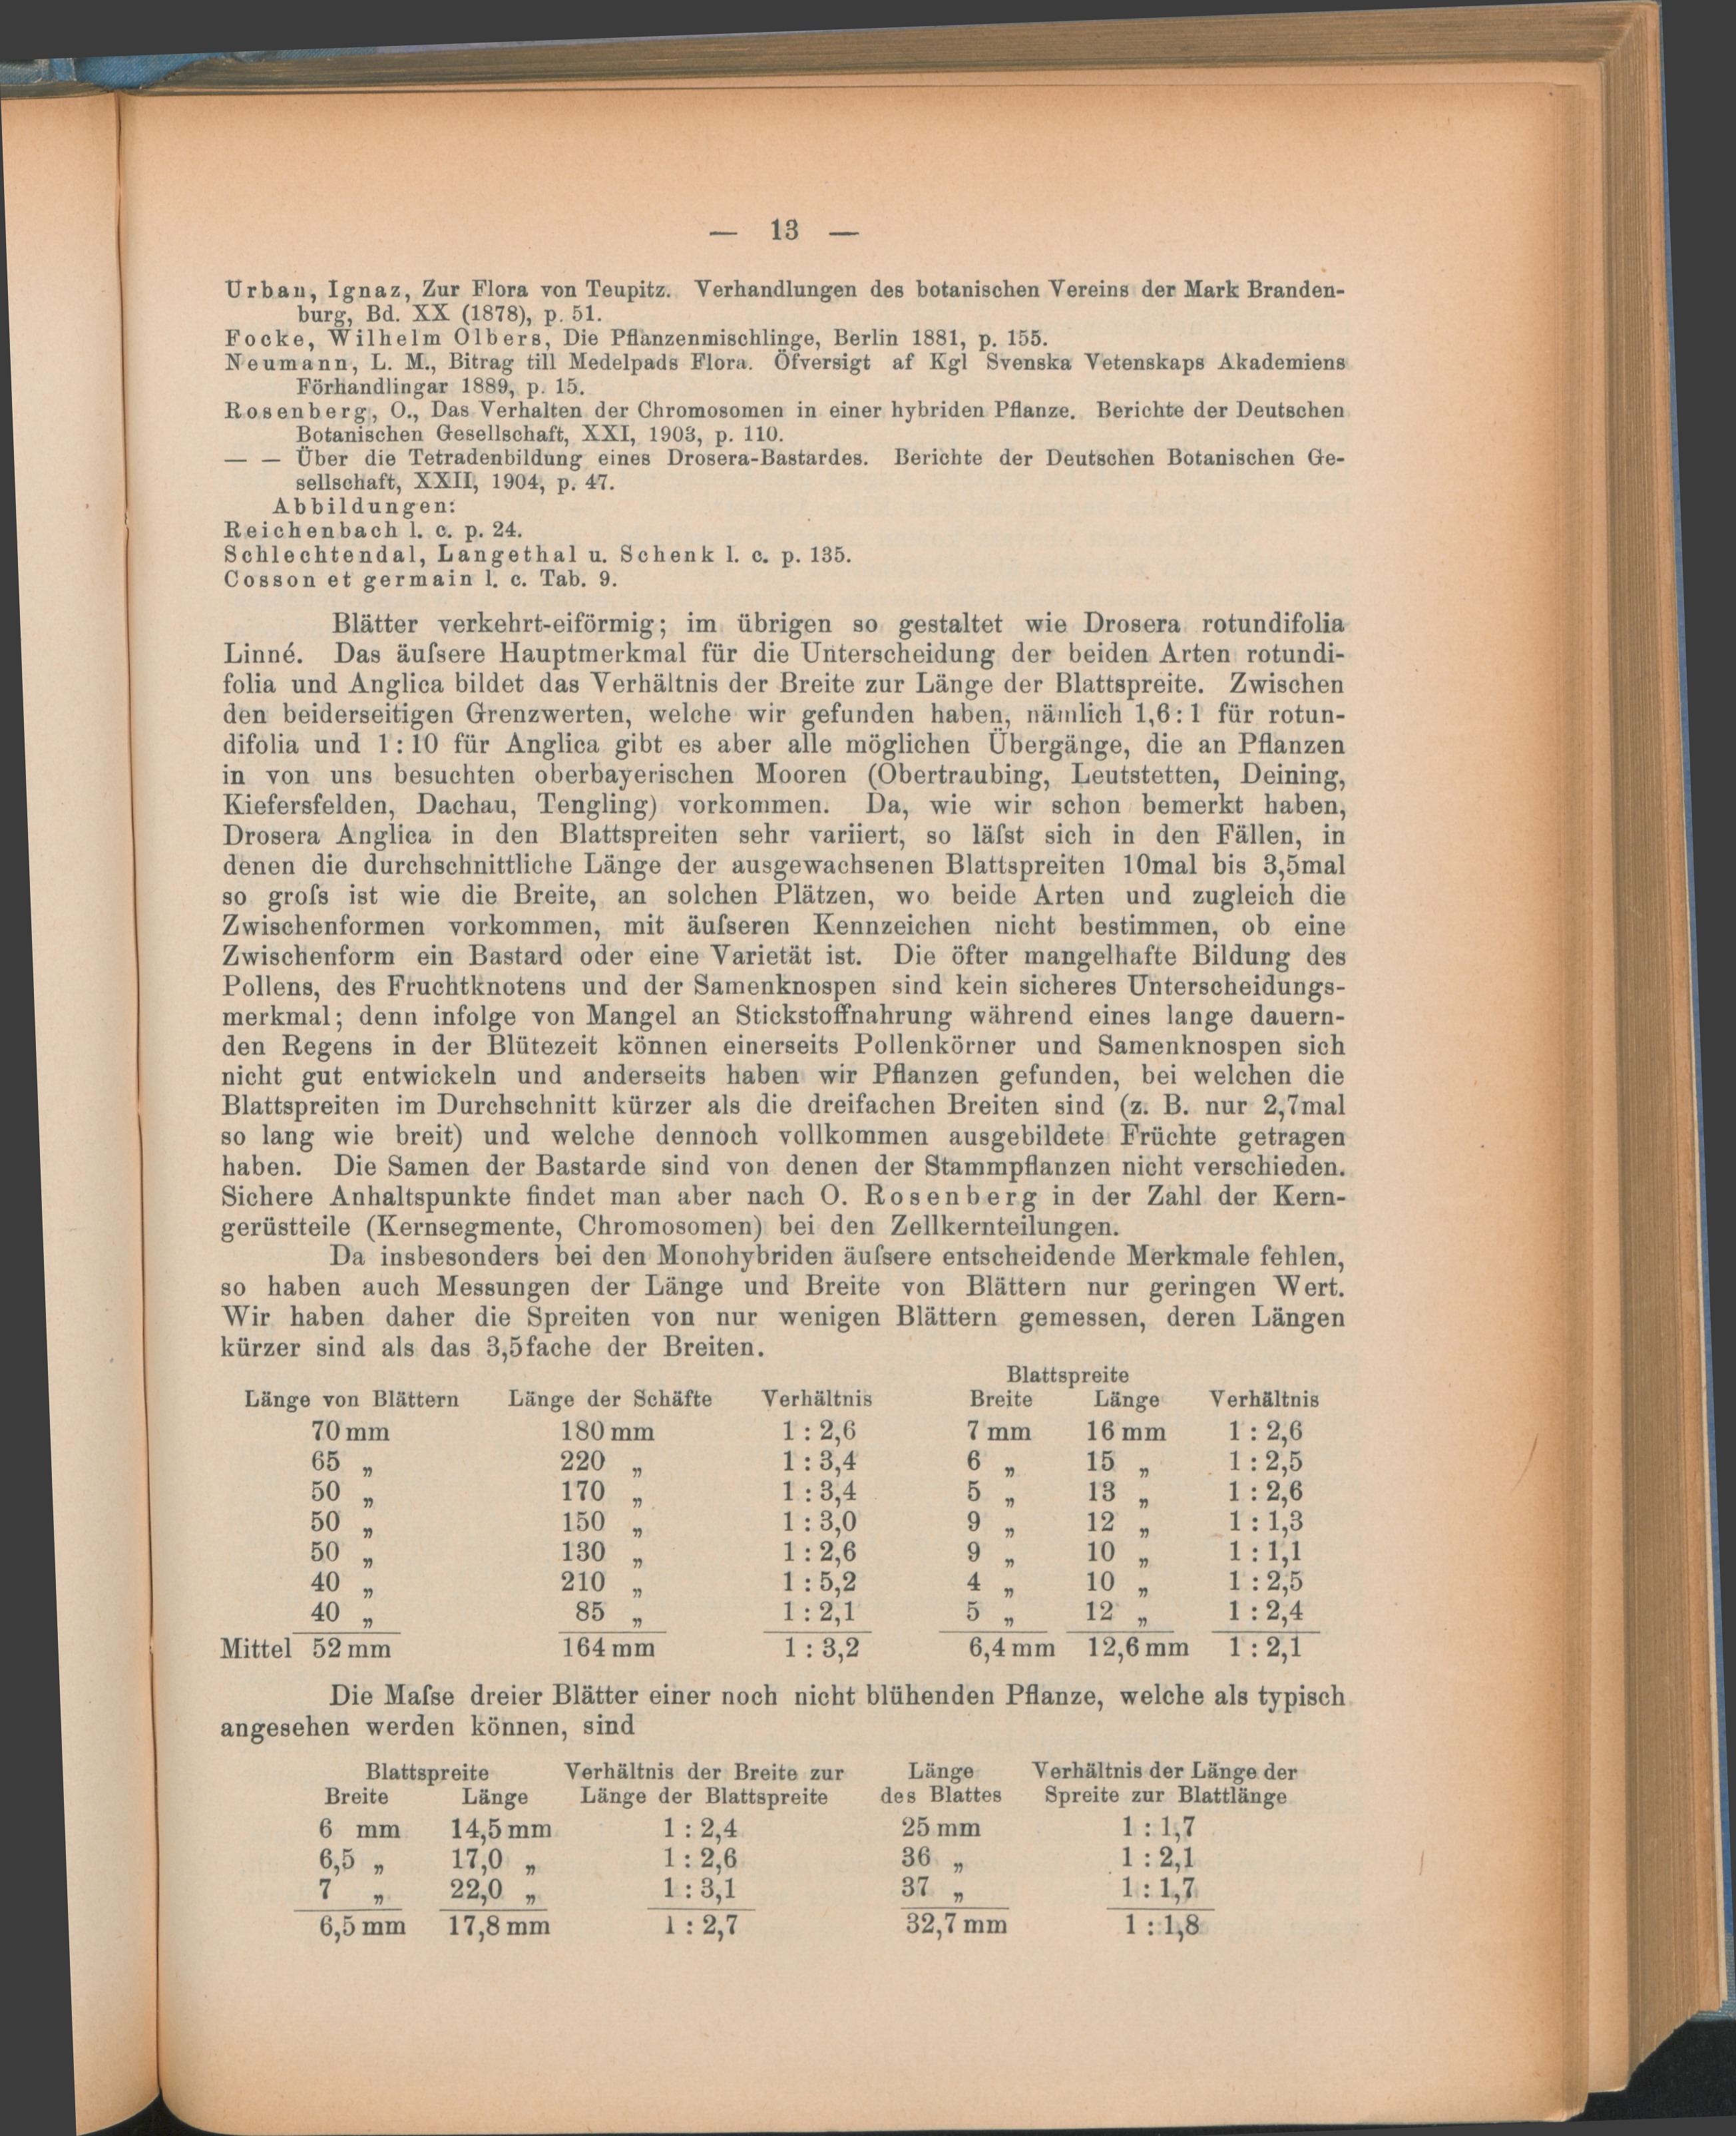 — 13 —
Urban, Ignaz, Zur Flora von Teupitz. Verhandlungen des botanischen Vereins der Mark Branden-
burg, Bd. XX (1878), p. 51.
Focke, Wilhelm Olbers, Die Pflanzenmischlinge, Berlin 1881, p. 155.
Neumann, L. M., Bitrag till Medelpads Flora. Öfversigt af Kgl Svenska Vetenskaps Akademiens
Förhandlingar 1889, p. 15.
Rosenberg, O., Das Verhalten der Chromosomen in einer hybriden Pflanze. Berichte der Deutschen
Botanischen Gesellschaft, XXI, 1903, p. 110.
— — Über die Tetradenbildung eines Drosera-Bastardes. Berichte der Deutschen Botanischen Ge-
sellschaft, XXII, 1904, p. 47.
Abbildungen:
Reichenbach l. c. p. 24.
Schlechtendal, Langethal u. Schenk l. c. p. 135.
Cosson et germain l. c. Tab. 9.
Blätter verkehrt-eiförmig; im übrigen so gestaltet wie Drosera rotundifolia
Linné. Das äuſsere Hauptmerkmal für die Unterscheidung der beiden Arten rotundi-
folia und Anglica bildet das Verhältnis der Breite zur Länge der Blattspreite. Zwischen
den beiderseitigen Grenzwerten, welche wir gefunden haben, nämlich 1,6 : 1 für rotun-
difolia und 1 : 10 für Anglica gibt es aber alle möglichen Übergänge, die an Pflanzen
in von uns besuchten oberbayerischen Mooren (Obertraubing, Leutstetten, Deining,
Kiefersfelden, Dachau, Tengling) vorkommen. Da, wie wir schon bemerkt haben,
Drosera Anglica in den Blattspreiten sehr variiert, so läſst sich in den Fällen, in
denen die durchschnittliche Länge der ausgewachsenen Blattspreiten 10mal bis 3,5mal
so groſs ist wie die Breite, an solchen Plätzen, wo beide Arten und zugleich die
Zwischenformen vorkommen, mit äuſseren Kennzeichen nicht bestimmen, ob eine
Zwischenform ein Bastard oder eine Varietät ist. Die öfter mangelhafte Bildung des
Pollens, des Fruchtknotens und der Samenknospen sind kein sicheres Unterscheidungs-
merkmal; denn infolge von Mangel an Stickstoffnahrung während eines lange dauern-
den Regens in der Blütezeit können einerseits Pollenkörner und Samenknospen sich
nicht gut entwickeln und anderseits haben wir Pflanzen gefunden, bei welchen die
Blattspreiten im Durchschnitt kürzer als die dreifachen Breiten sind (z. B. nur 2,7mal
so lang wie breit) und welche dennoch vollkommen ausgebildete Früchte getragen
haben. Die Samen der Bastarde sind von denen der Stammpflanzen nicht verschieden.
Sichere Anhaltspunkte findet man aber nach O. Rosenberg in der Zahl der Kern-
gerüstteile (Kernsegmente, Chromosomen) bei den Zellkernteilungen.
Da insbesonders bei den Monohybriden äuſsere entscheidende Merkmale fehlen,
so haben auch Messungen der Länge und Breite von Blättern nur geringen Wert.
Wir haben daher die Spreiten von nur wenigen Blättern gemessen, deren Längen
kürzer sind als das 3,5fache der Breiten.
Blattspreite
Länge von Blättern Länge der Schäfte Verhältnis Breite Länge Verhältnis
70 mm 180 mm 1 : 2,6 7 mm 16 mm 1 : 2,6
65 „ 220 „ 1 : 3,4 6 „ 15 „ 1 : 2,5
50 „ 170 „ 1 : 3,4 5 „ 13 „ 1 : 2,6
50 „ 150 „ 1 : 3,0 9 „ 12 „ 1 : 1,3
50 „ 130 „ 1 : 2,6 9 „ 10 „ 1 : 1,1
40 „ 210 „ 1 : 5,2 4 „ 10 „ 1 : 2,5
40 „ 85 „ 1 : 2,1 5 „ 12 „ 1 : 2,4
Mittel 52 mm 164 mm 1 : 3,2 6,4 mm 12,6 mm 1 : 2,1
Die Maſse dreier Blätter einer noch nicht blühenden Pflanze, welche als typisch
angesehen werden können, sind
Blattspreite Verhältnis der Breite zur Länge Verhältnis der Länge der
Breite Länge Länge der Blattspreite des Blattes Spreite zur Blattlänge
6 mm 14,5 mm 1 : 2,4 25 mm 1 : 1,7
6,5 „ 17,0 „ 1 : 2,6 36 „ 1 : 2,1
7 „ 22,0 „ 1 : 3,1 37 „ 1 : 1,7
6,5 mm 17,8 mm 1 : 2,7 32,7 mm 1 : 1,8